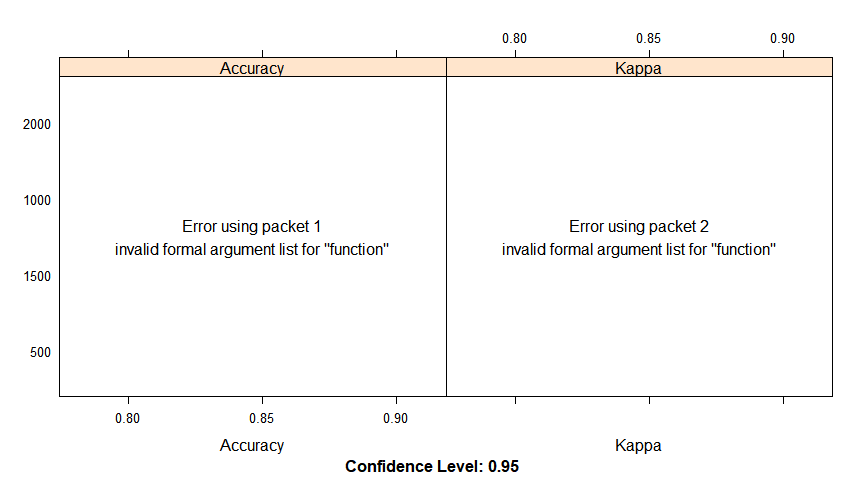 0.80 0.85 0.90
Accuracy Kappa
2000
1000
1500
500
Error using packet 1
invalid formal argument list for "function"
Error using packet 2
invalid formal argument list for "function"
0.80 0.85 0.90
Accuracy Kappa
Confidence Level: 0.95